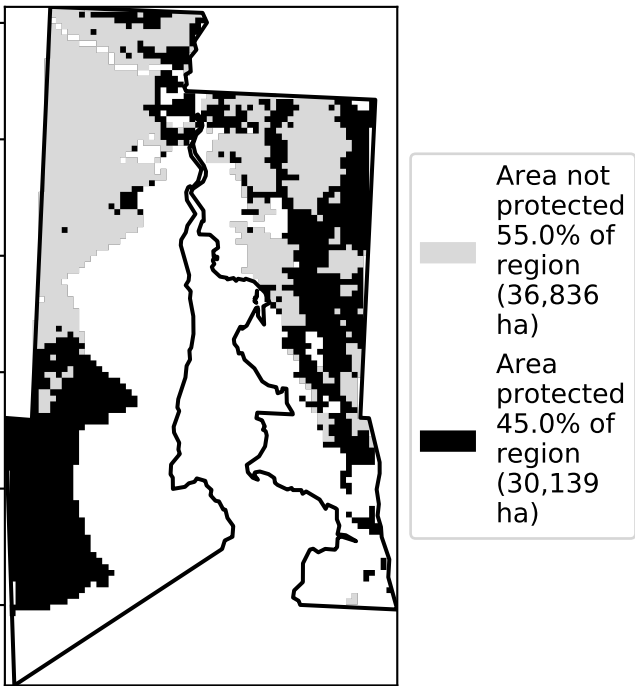 Area not
protected
55.0% of
region
(36,836
ha)
Area
protected
45.0% of
region
(30,139
ha)